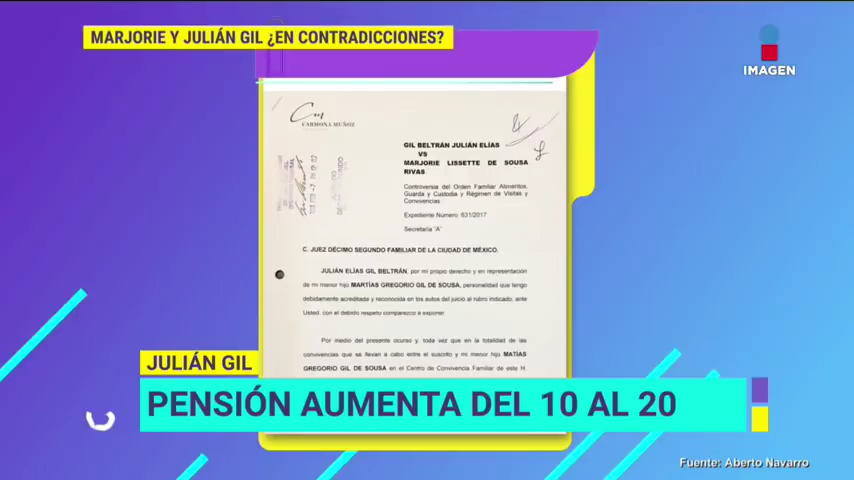 MARJORIE Y JULIÁN GIL ¿EN CONTRADICCIONES?
IMAGEN
CARMONA MUÑOZ
GIL BELTRÁN JULIÁN ELÍAS
VS
MARJORIE LISSETTE DE SOUSA
RIVAS
Controversia del Orden Familiar Alimentos,
Guarda y Custodia y Régimen de Visitas y
Convivencias
Expediente Número: 631/2017
Secretaría "A"
C. JUEZ DÉCIMO SEGUNDO FAMILIAR DE LA CIUDAD DE MÉXICO.
JULIÁN ELÍAS GIL BELTRÁN, por mi propio derecho y en representación
de mi menor hijo MARTÍAS GREGORIO GIL DE SOUSA, personalidad que tengo
debidamente acreditada y reconocida en los autos del juicio al rubro indicado, ante
Usted, con el debido respeto comparezco a exponer:
Por medio del presente ocurso y, toda vez que en la totalidad de las
convivencias que se llevan a cabo entre el suscrito y mi menor hijo MATÍAS
GREGORIO GIL DE SOUSA en el Centro de Convivencia Familiar de este H.
JULIÁN GIL
PENSIÓN AUMENTA DEL 10 AL 20
Fuente: Aberto Navarro